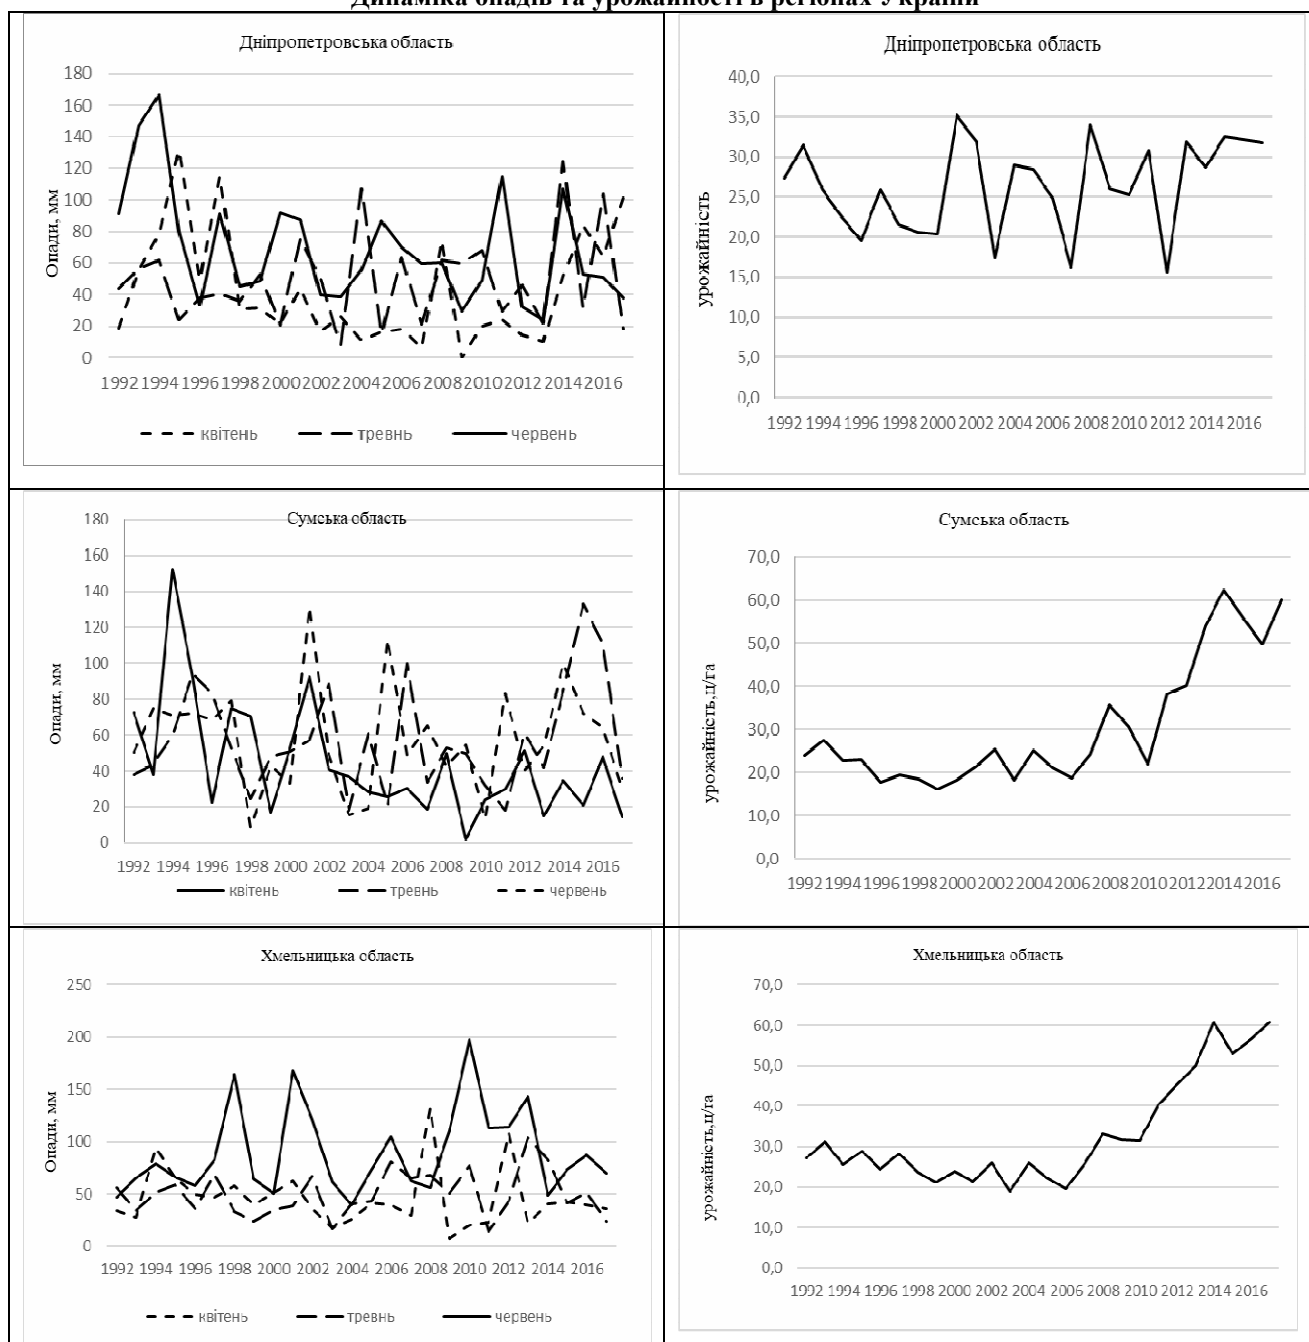 Динаміка опадів та урожайності в регіонах України
Дніпропетровська область
180
160
140
120
100
80
60
40
20
0
Опади, мм
1992 1994 1996 1998 2000 2002 2004 2006 2008 2010 2012 2014 2016
квітень тревнь червень
Дніпропетровська область
40,0
35,0
30,0
25,0
20,0
15,0
10,0
5,0
0,0
урожайність
1992 1994 1996 1998 2000 2002 2004 2006 2008 2010 2012 2014 2016
Сумська область
180
160
140
120
100
80
60
40
20
0
Опади, мм
1992 1994 1996 1998 2000 2002 2004 2006 2008 2010 2012 2014 2016
квітень тревнь червень
Сумська область
70,0
60,0
50,0
40,0
30,0
20,0
10,0
0,0
урожайність,ц/га
1992 1994 1996 1998 2000 2002 2004 2006 2008 2010 2012 2014 2016
Хмельницька область
250
200
150
100
50
0
Опади, мм
1992 1994 1996 1998 2000 2002 2004 2006 2008 2010 2012 2014 2016
квітень тревнь червень
Хмельницька область
70,0
60,0
50,0
40,0
30,0
20,0
10,0
0,0
урожайність,ц/га
1992 1994 1996 1998 2000 2002 2004 2006 2008 2010 2012 2014 2016